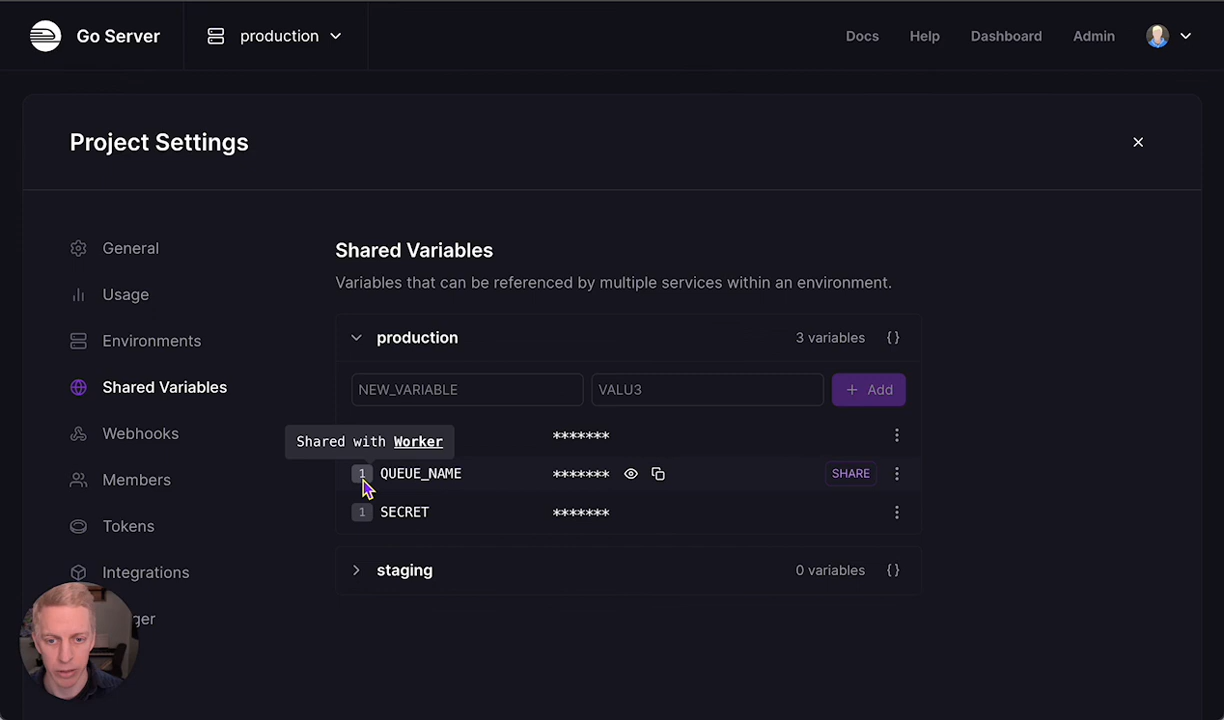 Go Server
production
Docs
Help
Dashboard
Admin
Project Settings
General
Usage
Environments
Shared Variables
Webhooks
Members
Tokens
Integrations
Shared Variables
Variables that can be referenced by multiple services within an environment.
production
3 variables
{}
NEW_VARIABLE
VALU3
+ Add
Shared with Worker
*******
1 QUEUE_NAME
*******
SHARE
1 SECRET
*******
staging
0 variables
{}